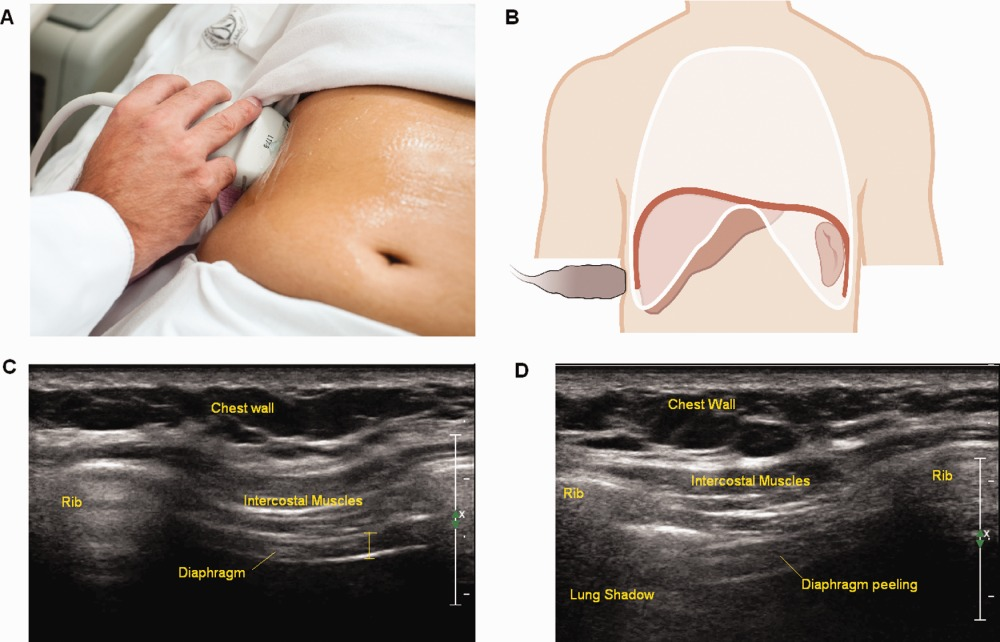 A
B
C
Chest wall
Rib
Intercostal Muscles
Diaphragm
x
D
Chest Wall
Intercostal Muscles
Rib
Rib
x
Diaphragm peeling
Lung Shadow